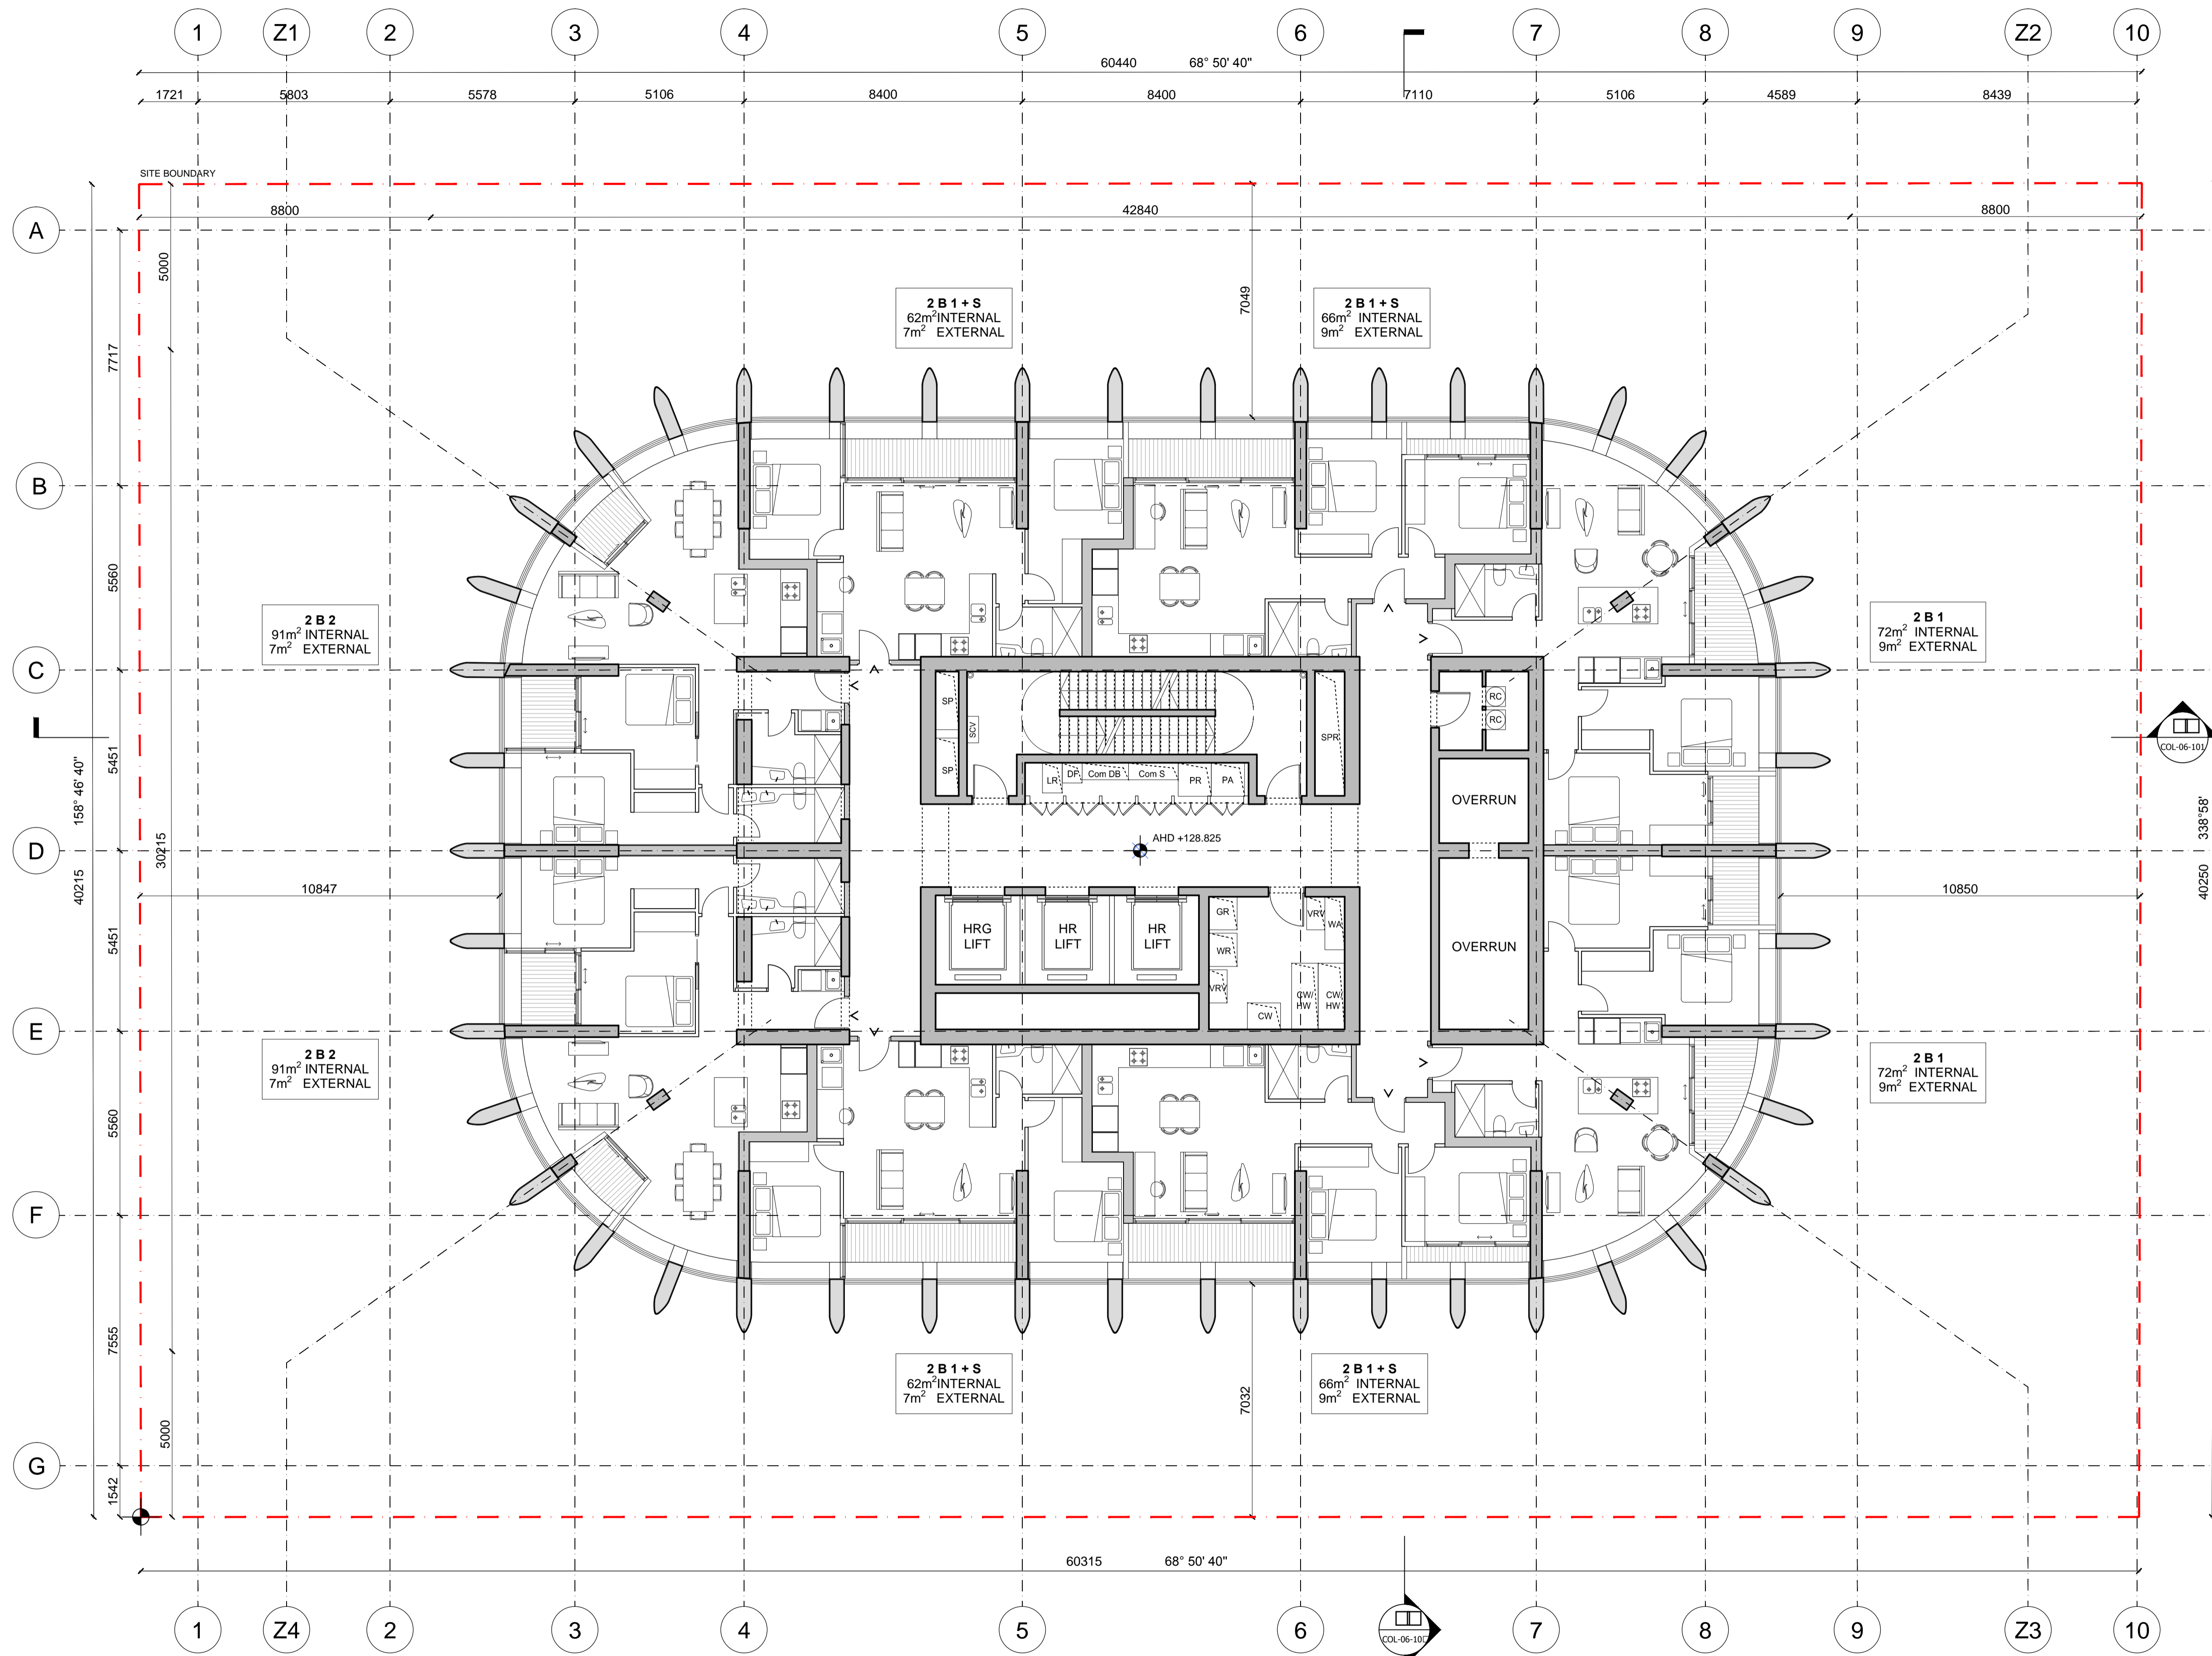 1 Z1 2 3 4 5 6 7 8 9 Z2 10
60440 68° 50' 40"
1721 5803 5578 5106 8400 8400 7110 5106 4589 8439
SITE BOUNDARY
8800 42840 8800
A
5000
7049
2 B 1 + S
62m² INTERNAL
7m² EXTERNAL
2 B 1 + S
66m² INTERNAL
9m² EXTERNAL
7717
B
5560
2 B 2
91m² INTERNAL
7m² EXTERNAL
2 B 1
72m² INTERNAL
9m² EXTERNAL
C
SP
SCV
SP
SPR
RC
RC
COL-06-101
5451
158° 46' 40"
LR DP Com DB Com S PR PA
OVERRUN
AHD +128.825
338°58'
D
30215
40215
10847
10850
40250
5451
HRG
LIFT
HR
LIFT
HR
LIFT
GR
WR
VRV
VRV
WA
CW/
HW
CW/
HW
CW
OVERRUN
E
2 B 2
91m² INTERNAL
7m² EXTERNAL
2 B 1
72m² INTERNAL
9m² EXTERNAL
5560
F
7555
2 B 1 + S
62m² INTERNAL
7m² EXTERNAL
2 B 1 + S
66m² INTERNAL
9m² EXTERNAL
7032
5000
G
1542
60315 68° 50' 40"
COL-06-10
1 Z4 2 3 4 5 6 7 8 9 Z3 10